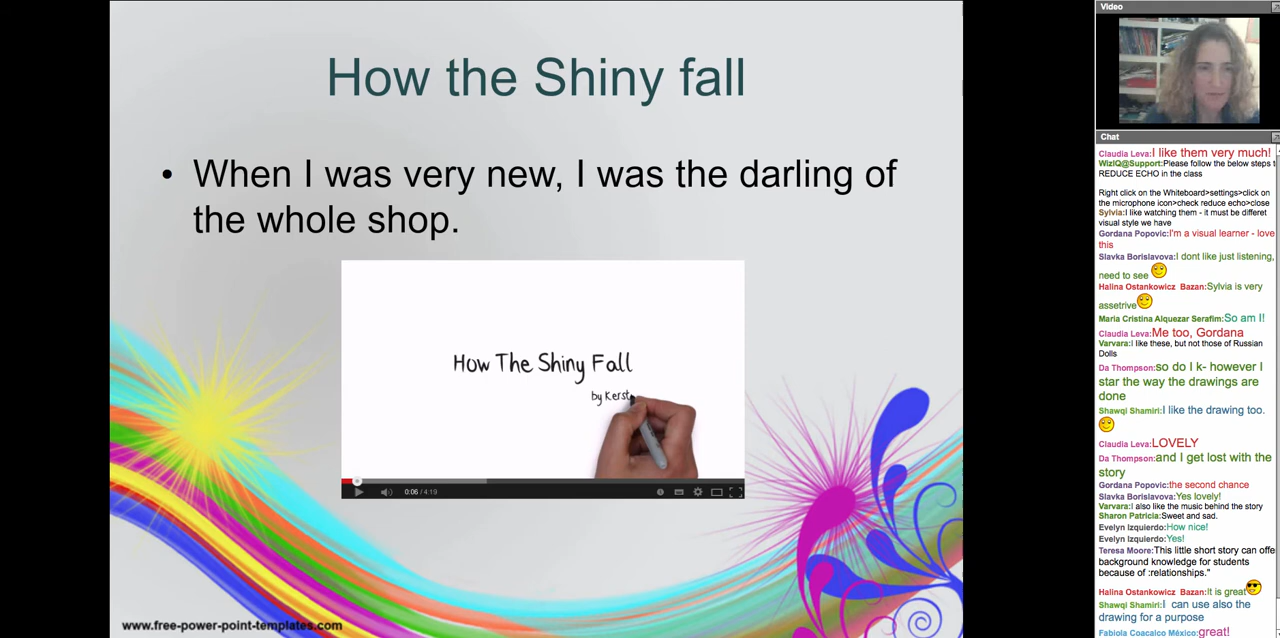 How the Shiny fall
• When I was very new, I was the darling of
the whole shop.
How The Shiny Fall
by Kerst
0:06 / 4:19
www.free-power-point-templates.com
Video
Chat
Claudia Leva:I like them very much!
WizIQ@Support:Please follow the below steps t
REDUCE ECHO in the class
Right click on the Whiteboard>settings>click on
the microphone icon>check reduce echo>close
Sylvia:I like watching them - it must be differet
visual style we have
Gordana Popovic:I'm a visual learner - love
this
Slavka Borislavova:I dont like just listening,
need to see
Halina Ostankowicz Bazan:Sylvia is very
assetrive
Maria Cristina Alquezar Serafim:So am I!
Claudia Leva:Me too, Gordana
Varvara:I like these, but not those of Russian
Dolls
Da Thompson:so do I k- however I
star the way the drawings are
done
Shawqi Shamiri:I like the drawing too.
Claudia Leva:LOVELY
Da Thompson:and I get lost with the
story
Gordana Popovic:the second chance
Slavka Borislavova:Yes lovely!
Varvara:I also like the music behind the story
Sharon Patricia:Sweet and sad.
Evelyn Izquierdo:How nice!
Evelyn Izquierdo:Yes!
Teresa Moore:This little short story can offe
background knowledge for students
because of :relationships."
Halina Ostankowicz Bazan:It is great
Shawqi Shamiri:I can use also the
drawing for a purpose
Fabiola Coacalco México:great!